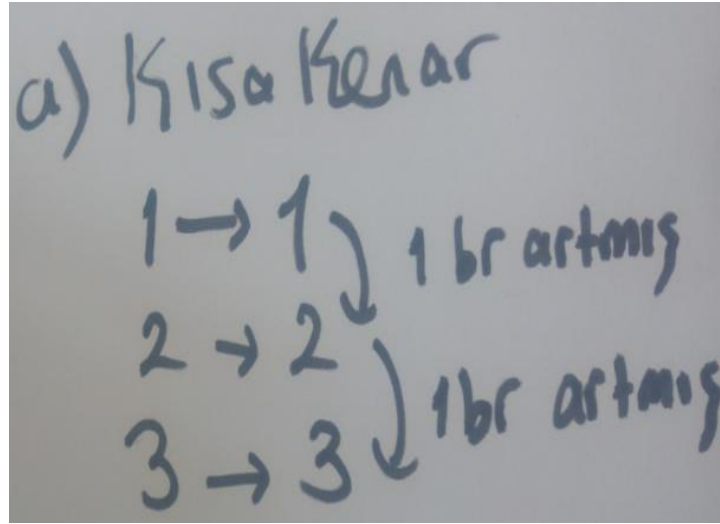 a) Kısa Kenar
1 → 1
1 br artmış
2 → 2
1 br artmış
3 → 3